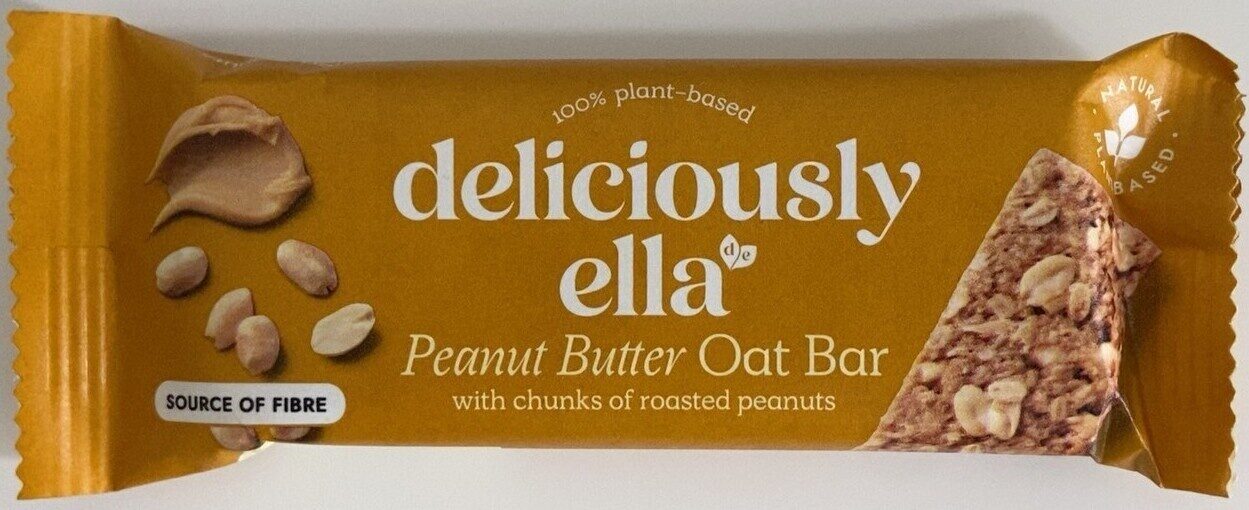 100% plant-based
deliciously
ella
d e
Peanut Butter Oat Bar
with chunks of roasted peanuts
SOURCE OF FIBRE
NATURAL
BASED